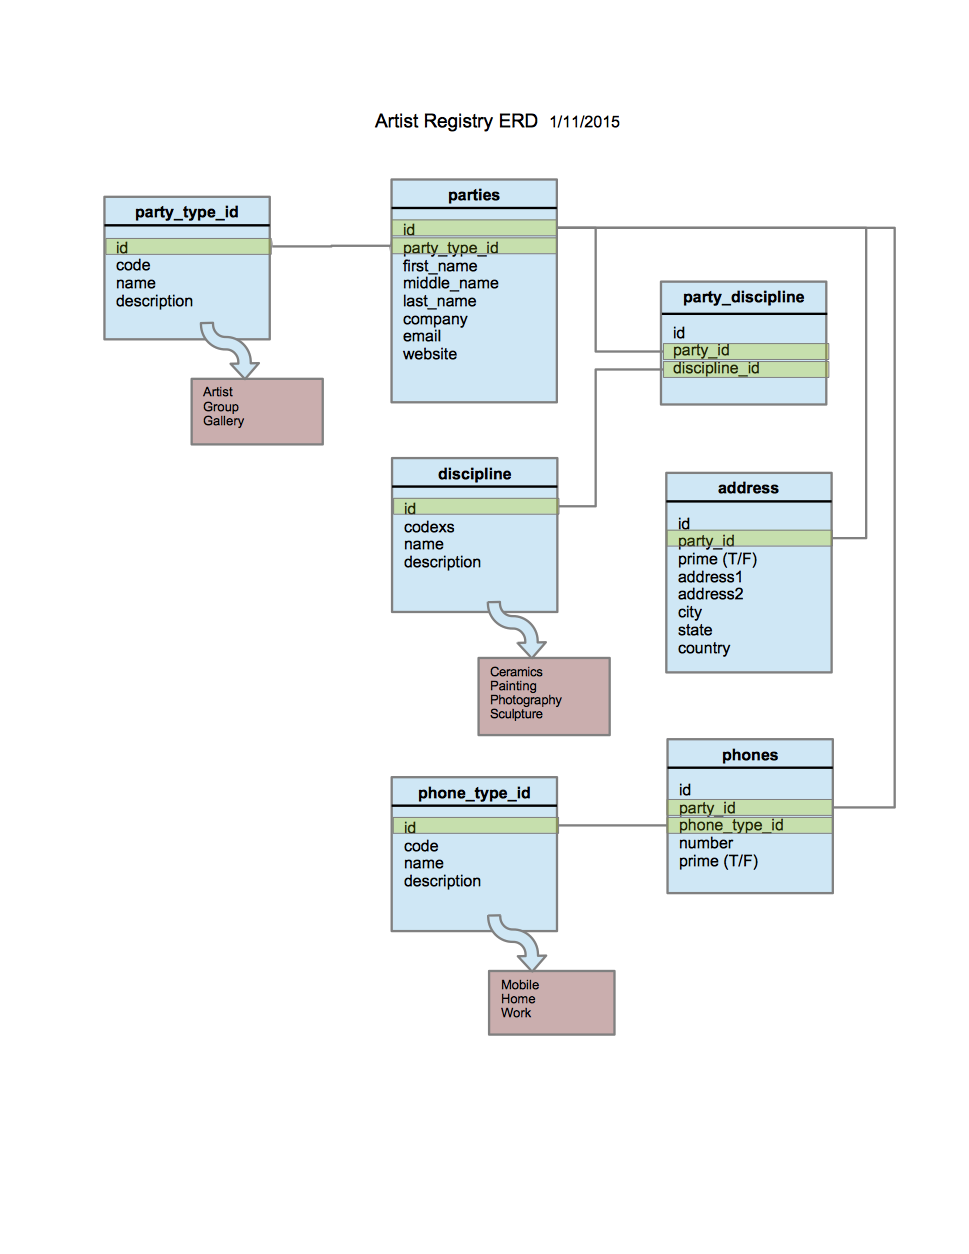 Artist Registry ERD 1/11/2015
party_type_id
id
code
name
description
Artist
Group
Gallery
parties
id
party_type_id
first_name
middle_name
last_name
company
email
website
party_discipline
id
party_id
discipline_id
discipline
id
codexs
name
description
Ceramics
Painting
Photography
Sculpture
address
id
party_id
prime (T/F)
address1
address2
city
state
country
phone_type_id
id
code
name
description
Mobile
Home
Work
phones
id
party_id
phone_type_id
number
prime (T/F)